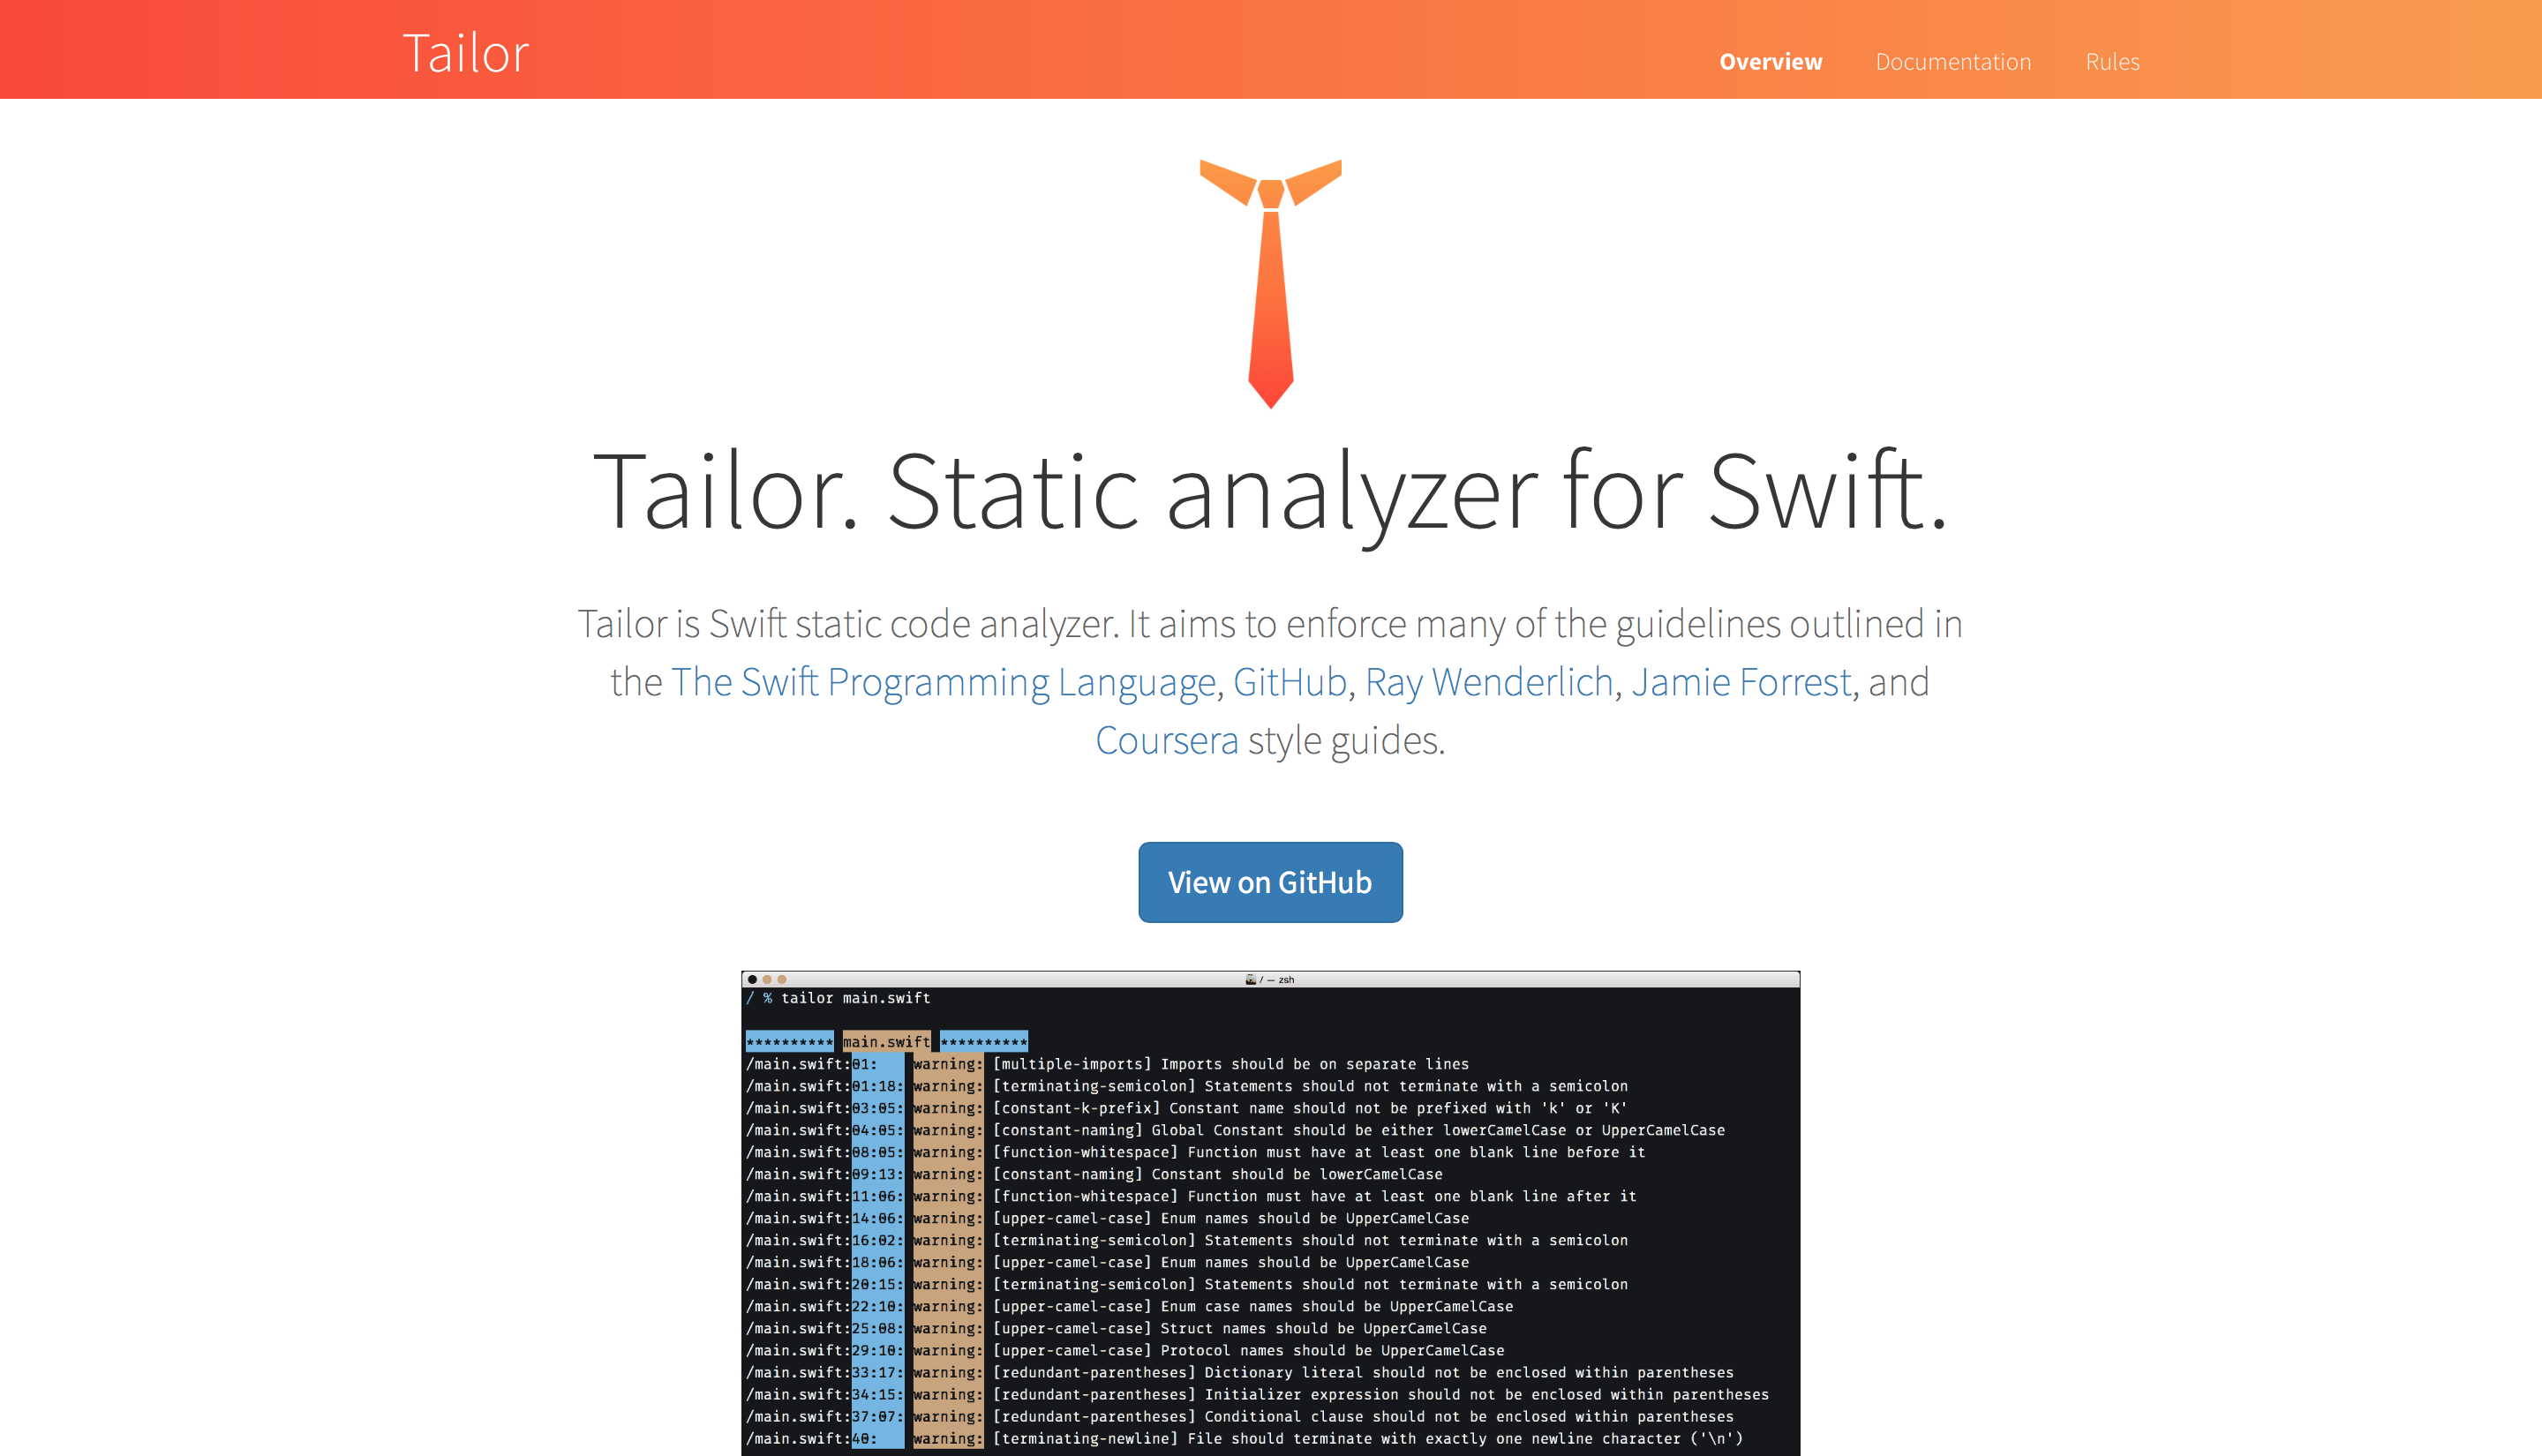 Tailor
Overview Documentation Rules
Tailor. Static analyzer for Swift.
Tailor is Swift static code analyzer. It aims to enforce many of the guidelines outlined in
the The Swift Programming Language, GitHub, Ray Wenderlich, Jamie Forrest, and
Coursera style guides.
View on GitHub
/ — zsh
/ % tailor main.swift
********** main.swift **********
/main.swift:01: warning: [multiple-imports] Imports should be on separate lines
/main.swift:01:18: warning: [terminating-semicolon] Statements should not terminate with a semicolon
/main.swift:03:05: warning: [constant-k-prefix] Constant name should not be prefixed with 'k' or 'K'
/main.swift:04:05: warning: [constant-naming] Global Constant should be either lowerCamelCase or UpperCamelCase
/main.swift:08:05: warning: [function-whitespace] Function must have at least one blank line before it
/main.swift:09:13: warning: [constant-naming] Constant should be lowerCamelCase
/main.swift:11:06: warning: [function-whitespace] Function must have at least one blank line after it
/main.swift:14:06: warning: [upper-camel-case] Enum names should be UpperCamelCase
/main.swift:16:02: warning: [terminating-semicolon] Statements should not terminate with a semicolon
/main.swift:18:06: warning: [upper-camel-case] Enum names should be UpperCamelCase
/main.swift:20:15: warning: [terminating-semicolon] Statements should not terminate with a semicolon
/main.swift:22:10: warning: [upper-camel-case] Enum case names should be UpperCamelCase
/main.swift:25:08: warning: [upper-camel-case] Struct names should be UpperCamelCase
/main.swift:29:10: warning: [upper-camel-case] Protocol names should be UpperCamelCase
/main.swift:33:17: warning: [redundant-parentheses] Dictionary literal should not be enclosed within parentheses
/main.swift:34:15: warning: [redundant-parentheses] Initializer expression should not be enclosed within parentheses
/main.swift:37:07: warning: [redundant-parentheses] Conditional clause should not be enclosed within parentheses
/main.swift:40: warning: [terminating-newline] File should terminate with exactly one newline character ('\n')